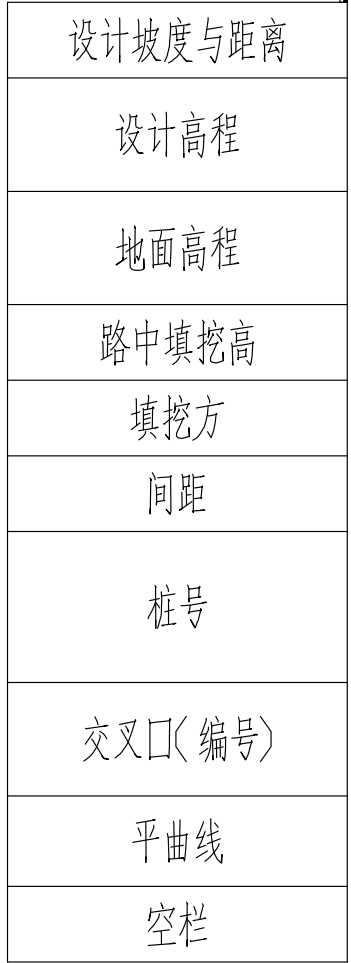 设计坡度与距离
设计高程
地面高程
路中填挖高
填挖方
间距
桩号
交叉口(编号)
平曲线
空栏